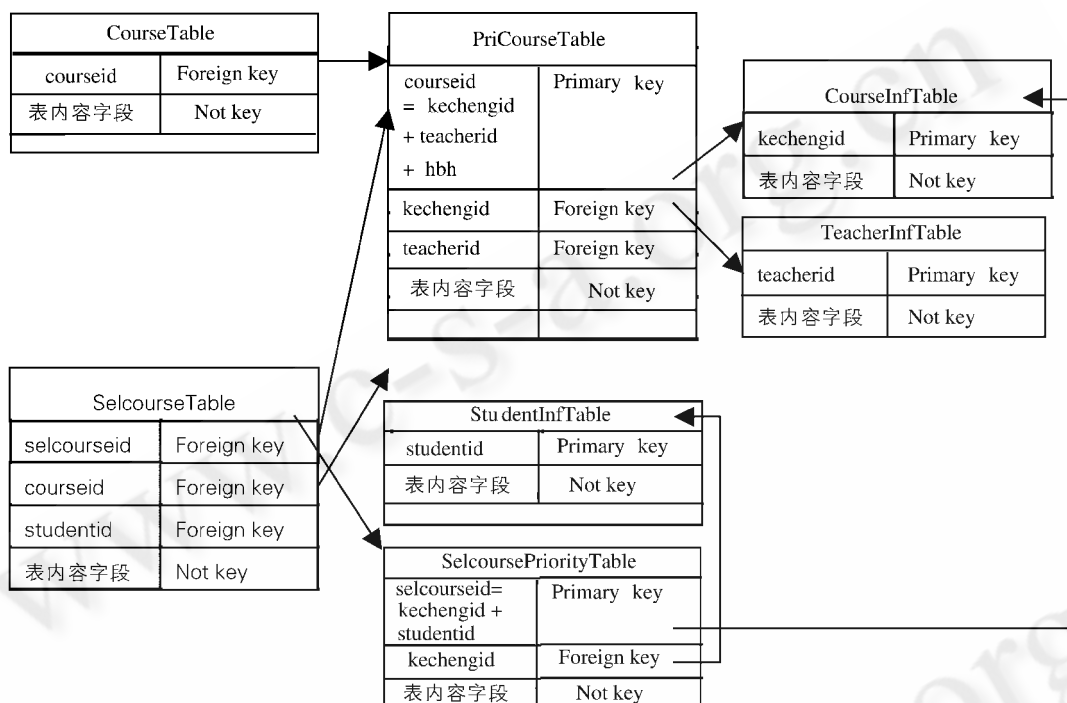 CourseTable
courseid Foreign key
表内容字段 Not key
PriCourseTable
courseid Primary key
= kechengid
+ teacherid
+ hbh
kechengid Foreign key
teacherid Foreign key
表内容字段 Not key
CourseInfTable
kechengid Primary key
表内容字段 Not key
TeacherInfTable
teacherid Primary key
表内容字段 Not key
SelcourseTable
selcourseid Foreign key
courseid Foreign key
studentid Foreign key
表内容字段 Not key
StudentInfTable
studentid Primary key
表内容字段 Not key
SelcoursePriorityTable
selcourseid= Primary key
kechengid +
studentid
kechengid Foreign key
表内容字段 Not key
www.c-s-a.org.cn
org